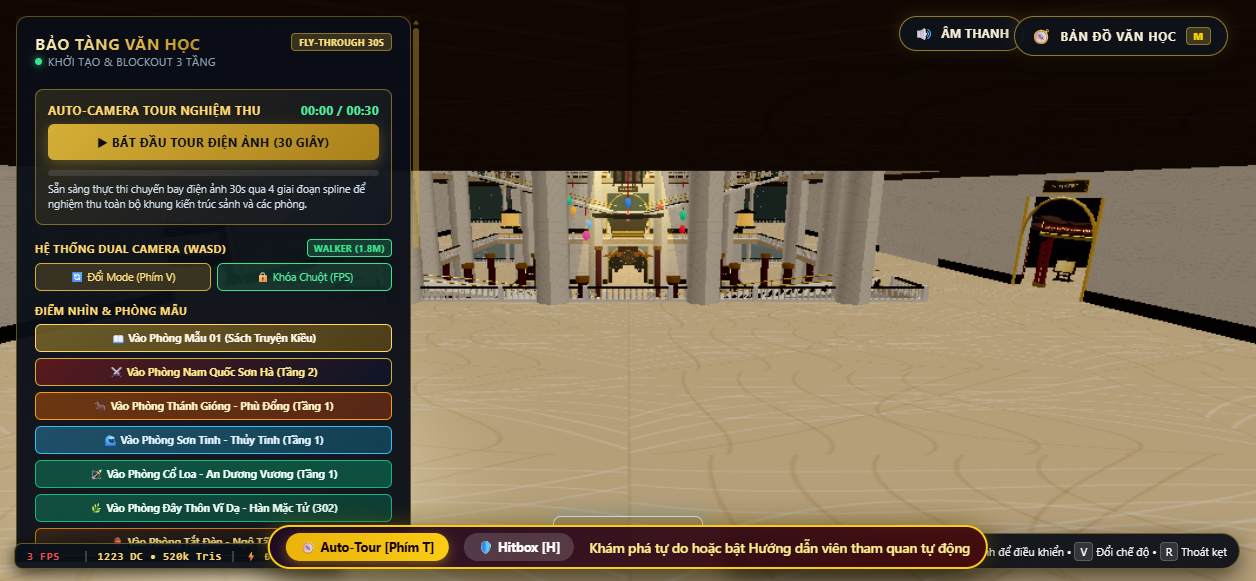 BẢO TÀNG VĂN HỌC
FLY-THROUGH 30S
KHỞI TẠO & BLOCKOUT 3 TẦNG
AUTO-CAMERA TOUR NGHIỆM THU
00:00 / 00:30
▶ BẮT ĐẦU TOUR ĐIỆN ẢNH (30 GIÂY)
Sẵn sàng thực thi chuyến bay điện ảnh 30s qua 4 giai đoạn spline để
nghiệm thu toàn bộ khung kiến trúc sảnh và các phòng.
HỆ THỐNG DUAL CAMERA (WASD)
WALKER (1.8M)
Đổi Mode (Phím V)
Khóa Chuột (FPS)
ĐIỂM NHÌN & PHÒNG MẪU
Vào Phòng Mẫu 01 (Sách Truyện Kiều)
Vào Phòng Nam Quốc Sơn Hà (Tầng 2)
Vào Phòng Thánh Gióng - Phù Đổng (Tầng 1)
Vào Phòng Sơn Tinh - Thủy Tinh (Tầng 1)
Vào Phòng Cổ Loa - An Dương Vương (Tầng 1)
Vào Phòng Đây Thôn Vĩ Dạ - Hàn Mặc Tử (302)
Vào Phòng Tắt Đèn - Ngô Tấ
ÂM THANH
BẢN ĐỒ VĂN HỌC M
3 FPS | 1223 DC • 520k Tris |
Auto-Tour [Phím T]
Hitbox [H]
Khám phá tự do hoặc bật Hướng dẫn viên tham quan tự động
để điều khiển • V Đổi chế độ • R Thoát kẹt